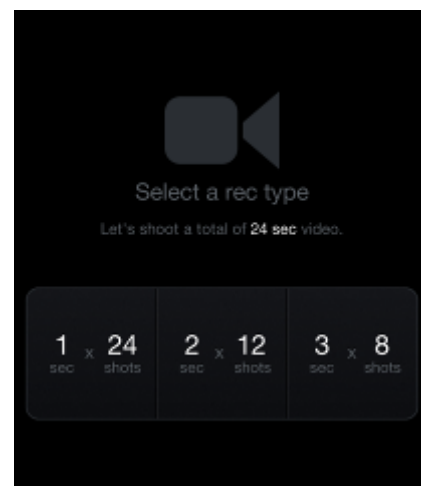 Select a rec type
Let's shoot a total of 24 sec video.
1 x 24 2 x 12 3 x 8
sec shots sec shots sec shots